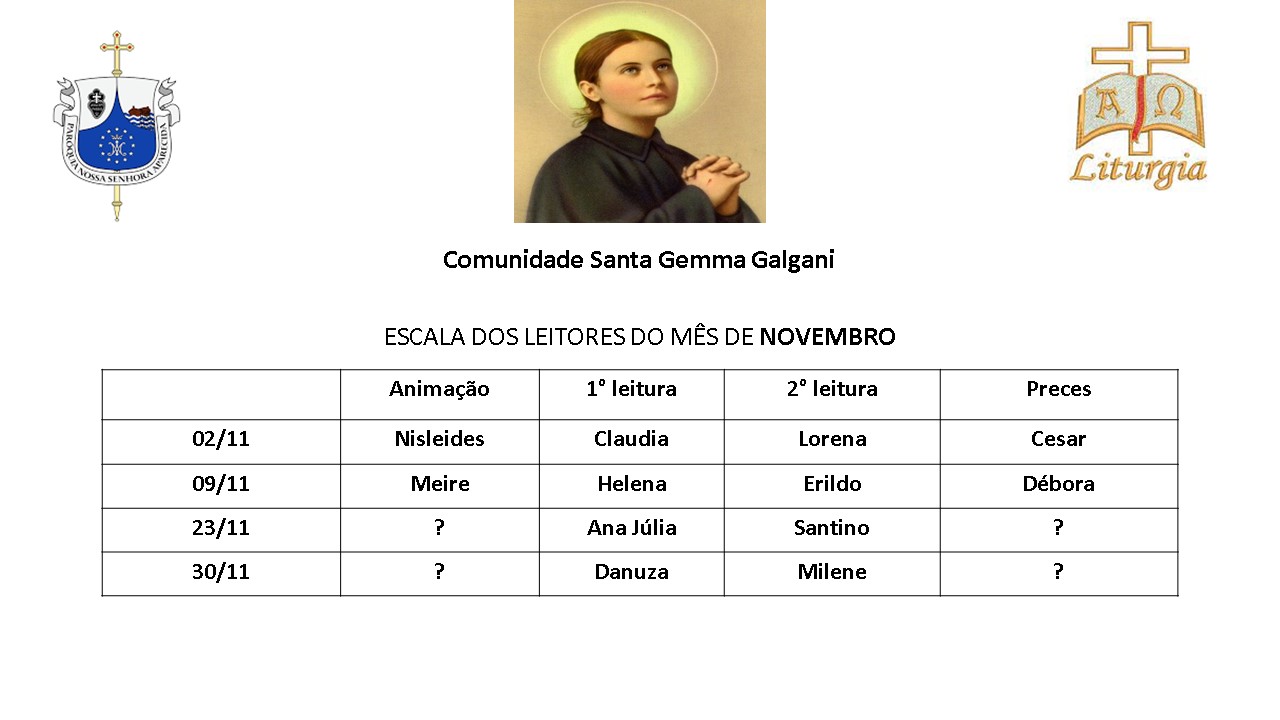 PAROQUIA NOSSA SENHORA APARECIDA
Α Ω
Liturgia
Comunidade Santa Gemma Galgani
ESCALA DOS LEITORES DO MÊS DE NOVEMBRO
Animação 1° leitura 2° leitura Preces
02/11 Nisleides Claudia Lorena Cesar
09/11 Meire Helena Erildo Débora
23/11 ? Ana Júlia Santino ?
30/11 ? Danuza Milene ?